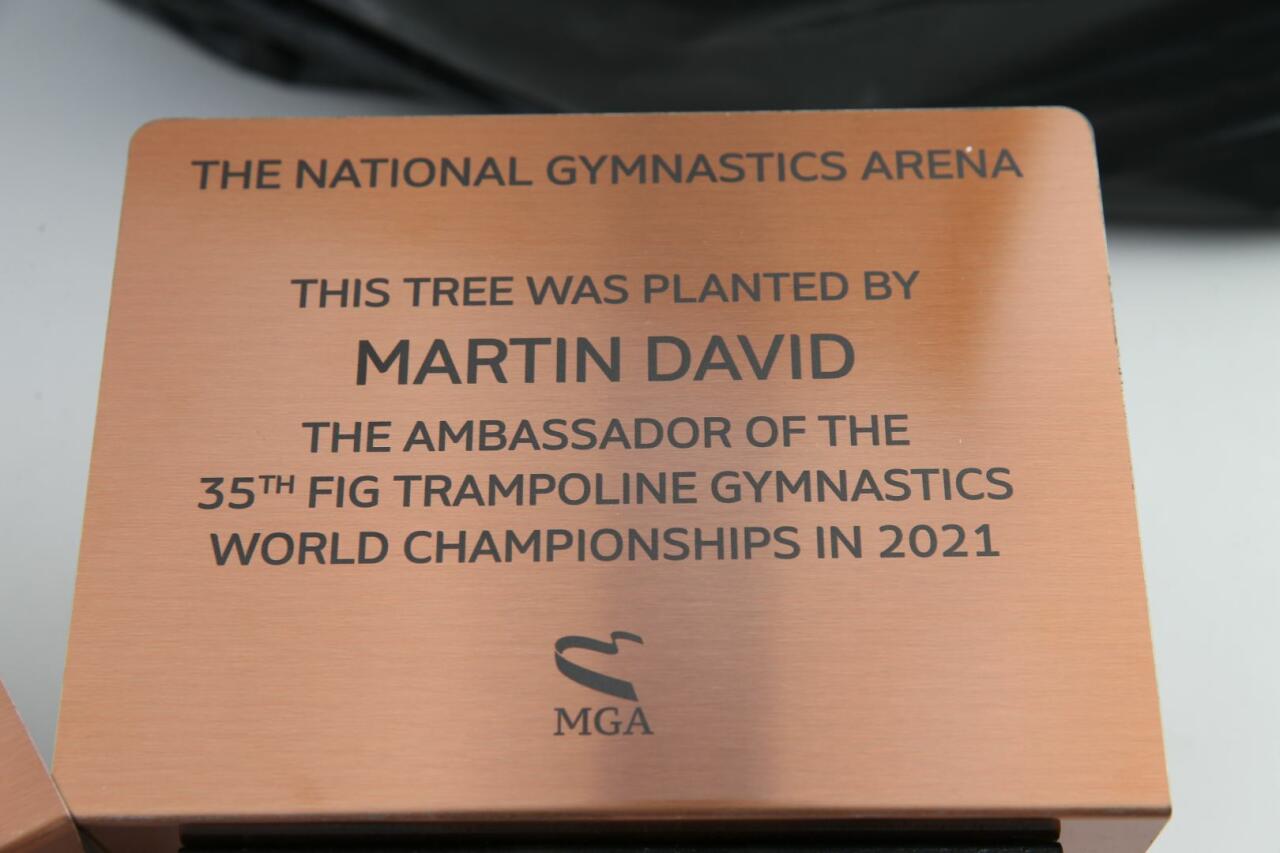 THE NATIONAL GYMNASTICS ARENA
THIS TREE WAS PLANTED BY
MARTIN DAVID
THE AMBASSADOR OF THE
35TH FIG TRAMPOLINE GYMNASTICS
WORLD CHAMPIONSHIPS IN 2021
MGA